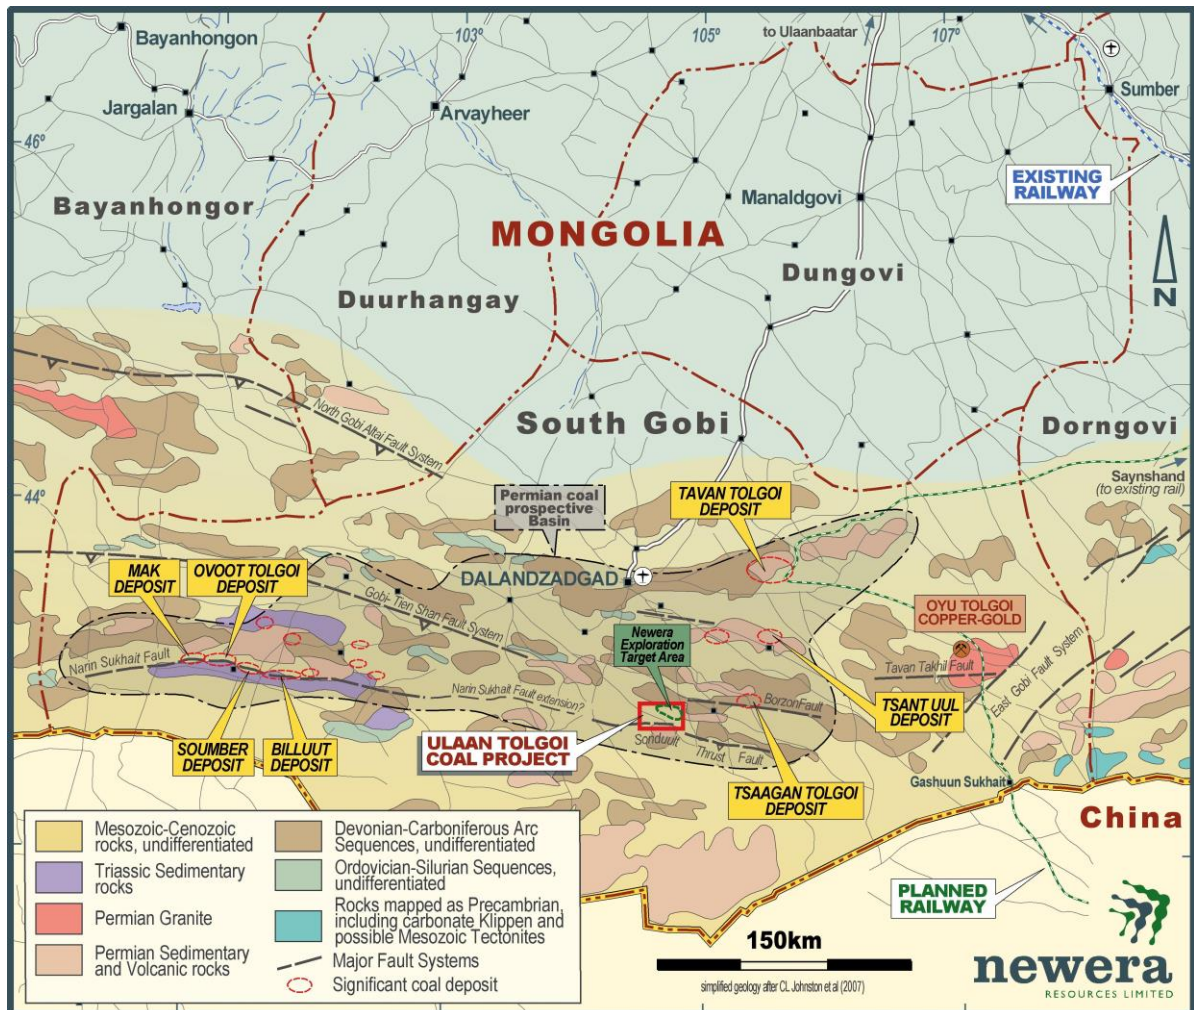 103°
105°
107°
to Ulaanbaatar
Bayanhongon
Jargalan
Arvayheer
Sumber
46°
EXISTING
RAILWAY
Bayanhongor
Manaldgovi
MONGOLIA
N
Dungovi
Duurhangay
North Gobi Altai Fault System
South Gobi
Dorngovi
Saynshand
(to existing rail)
44°
Permian coal
prospective
Basin
TAVAN TOLGOI
DEPOSIT
MAK
DEPOSIT
OVOOT TOLGOI
DEPOSIT
DALANDZADGAD
Gobi-Tien Shan Fault System
OYU TOLGOI
COPPER-GOLD
Newera
Exploration
Target Area
Narin Sukhait Fault
Tavan Takhil Fault
East Gobi Fault System
Narin Sukhait Fault extension?
Borzon Fault
TSANT UUL
DEPOSIT
SOUMBER
DEPOSIT
BILLUUT
DEPOSIT
ULAAN TOLGOI
COAL PROJECT
Sonduult Thrust Fault
TSAAGAN TOLGOI
DEPOSIT
Gashuun Sukhait
China
Mesozoic-Cenozoic
rocks, undifferentiated
Triassic Sedimentary
rocks
Permian Granite
Permian Sedimentary
and Volcanic rocks
Devonian-Carboniferous Arc
Sequences, undifferentiated
Ordovician-Silurian Sequences,
undifferentiated
Rocks mapped as Precambrian,
including carbonate Klippen and
possible Mesozoic Tectonites
Major Fault Systems
Significant coal deposit
PLANNED
RAILWAY
150km
simplified geology after CL Johnston et al (2007)
newera
RESOURCES LIMITED